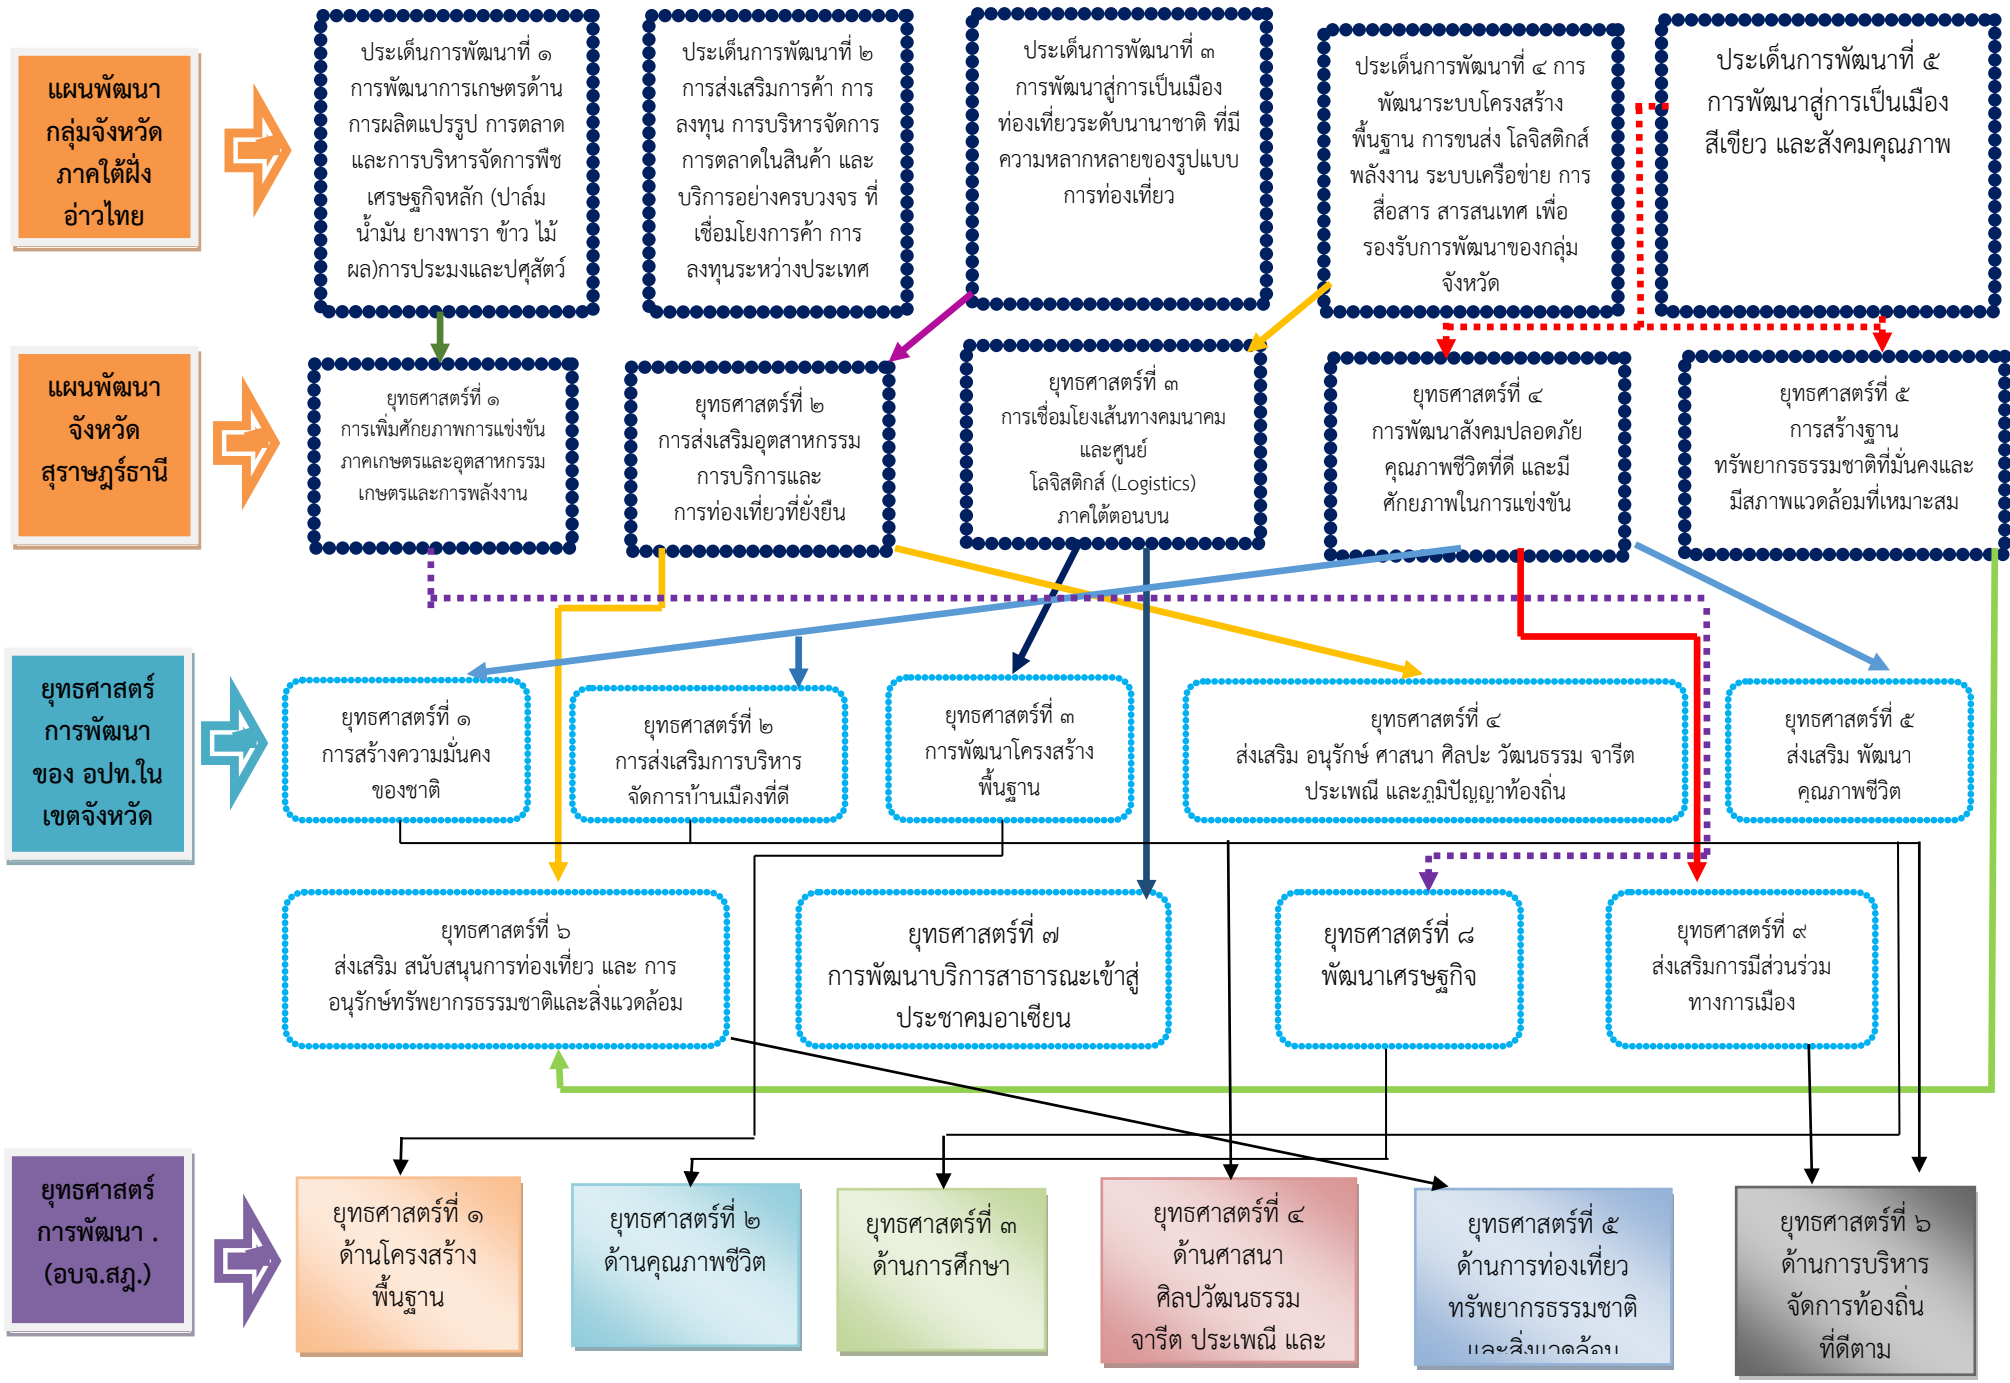 แผนพัฒนา
กลุ่มจังหวัด
ภาคใต้ฝั่ง
อ่าวไทย
ประเด็นการพัฒนาที่ ๑
การพัฒนาการเกษตรด้าน
การผลิตแปรรูป การตลาด
และการบริหารจัดการพืช
เศรษฐกิจหลัก (ปาล์ม
น้ำมัน ยางพารา ข้าว ไม้
ผล)การประมงและปศุสัตว์
ประเด็นการพัฒนาที่ ๒
การส่งเสริมการค้า การ
ลงทุน การบริหารจัดการ
การตลาดในสินค้า และ
บริการอย่างครบวงจร ที่
เชื่อมโยงการค้า การ
ลงทุนระหว่างประเทศ
ประเด็นการพัฒนาที่ ๓
การพัฒนาสู่การเป็นเมือง
ท่องเที่ยวระดับนานาชาติ ที่มี
ความหลากหลายของรูปแบบ
การท่องเที่ยว
ประเด็นการพัฒนาที่ ๔ การ
พัฒนาระบบโครงสร้าง
พื้นฐาน การขนส่ง โลจิสติกส์
พลังงาน ระบบเครือข่าย การ
สื่อสาร สารสนเทศ เพื่อ
รองรับการพัฒนาของกลุ่ม
จังหวัด
ประเด็นการพัฒนาที่ ๕
การพัฒนาสู่การเป็นเมือง
สีเขียว และสังคมคุณภาพ
แผนพัฒนา
จังหวัด
สุราษฎร์ธานี
ยุทธศาสตร์ที่ ๑
การเพิ่มศักยภาพการแข่งขัน
ภาคเกษตรและอุตสาหกรรม
เกษตรและการพลังงาน
ยุทธศาสตร์ที่ ๒
การส่งเสริมอุตสาหกรรม
การบริการและ
การท่องเที่ยวที่ยั่งยืน
ยุทธศาสตร์ที่ ๓
การเชื่อมโยงเส้นทางคมนาคม
และศูนย์
โลจิสติกส์ (Logistics)
ภาคใต้ตอนบน
ยุทธศาสตร์ที่ ๔
การพัฒนาสังคมปลอดภัย
คุณภาพชีวิตที่ดี และมี
ศักยภาพในการแข่งขัน
ยุทธศาสตร์ที่ ๕
การสร้างฐาน
ทรัพยากรธรรมชาติที่มั่นคงและ
มีสภาพแวดล้อมที่เหมาะสม
ยุทธศาสตร์
การพัฒนา
ของ อปท.ใน
เขตจังหวัด
ยุทธศาสตร์ที่ ๑
การสร้างความมั่นคง
ของชาติ
ยุทธศาสตร์ที่ ๒
การส่งเสริมการบริหาร
จัดการบ้านเมืองที่ดี
ยุทธศาสตร์ที่ ๓
การพัฒนาโครงสร้าง
พื้นฐาน
ยุทธศาสตร์ที่ ๔
ส่งเสริม อนุรักษ์ ศาสนา ศิลปะ วัฒนธรรม จารีต
ประเพณี และภูมิปัญญาท้องถิ่น
ยุทธศาสตร์ที่ ๕
ส่งเสริม พัฒนา
คุณภาพชีวิต
ยุทธศาสตร์ที่ ๖
ส่งเสริม สนับสนุนการท่องเที่ยว และ การ
อนุรักษ์ทรัพยากรธรรมชาติและสิ่งแวดล้อม
ยุทธศาสตร์ที่ ๗
การพัฒนาบริการสาธารณะเข้าสู่
ประชาคมอาเซียน
ยุทธศาสตร์ที่ ๘
พัฒนาเศรษฐกิจ
ยุทธศาสตร์ที่ ๙
ส่งเสริมการมีส่วนร่วม
ทางการเมือง
ยุทธศาสตร์
การพัฒนา .
(อบจ.สฎ.)
ยุทธศาสตร์ที่ ๑
ด้านโครงสร้าง
พื้นฐาน
ยุทธศาสตร์ที่ ๒
ด้านคุณภาพชีวิต
ยุทธศาสตร์ที่ ๓
ด้านการศึกษา
ยุทธศาสตร์ที่ ๔
ด้านศาสนา
ศิลปวัฒนธรรม
จารีต ประเพณี และ
ยุทธศาสตร์ที่ ๕
ด้านการท่องเที่ยว
ทรัพยากรธรรมชาติ
และสิ่งแวดล้อม
ยุทธศาสตร์ที่ ๖
ด้านการบริหาร
จัดการท้องถิ่น
ที่ดีตาม